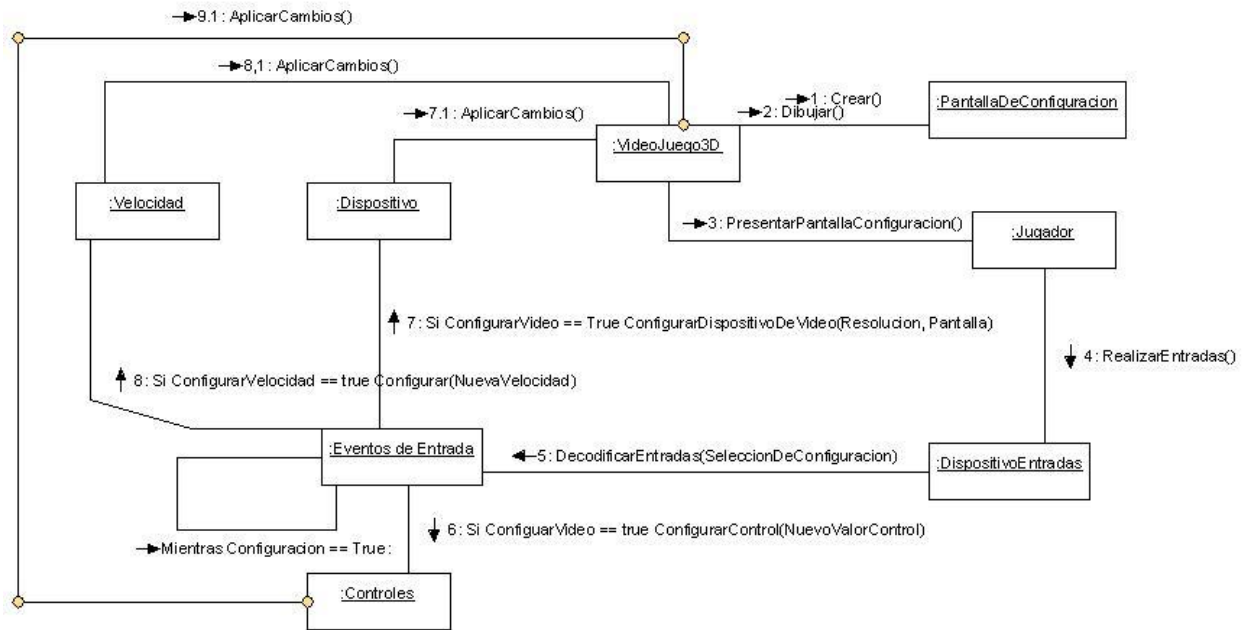 9.1 : AplicarCambios()
8,1 : AplicarCambios()
1 : Crear()
:PantallaDeConfiguracion
7.1 : AplicarCambios()
2: Dibujar()
:VideoJuego3D
:Velocidad
:Dispositivo
3 : PresentarPantallaConfiguracion()
:Jugador
7: Si ConfigurarVideo == True ConfigurarDispositivoDeVideo(Resolucion, Pantalla)
4: RealizarEntradas()
8: Si ConfigurarVelocidad == true Configurar(NuevaVelocidad)
:Eventos de Entrada
5 : DecodificarEntradas(SeleccionDeConfiguracion)
:DispositivoEntradas
6: Si ConfiguarVideo == true ConfigurarControl(NuevoValorControl)
Mientras Configuracion == True :
:Controles